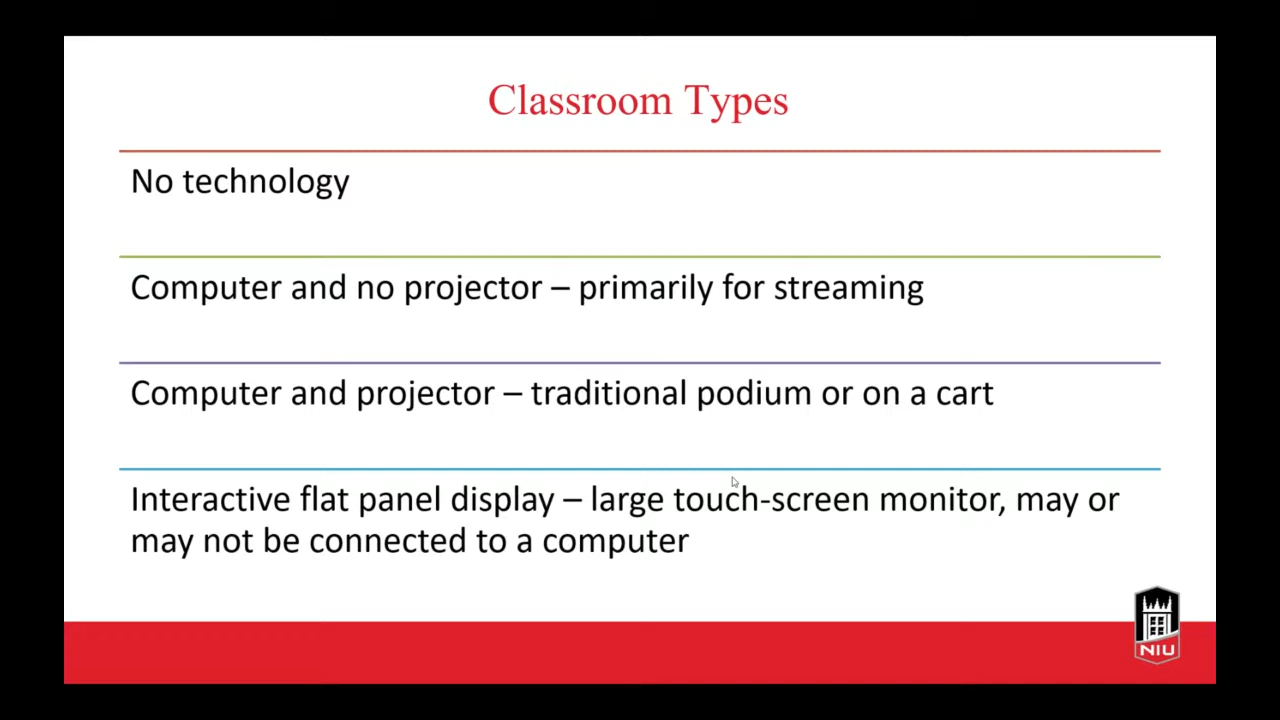 Classroom Types
No technology
Computer and no projector – primarily for streaming
Computer and projector – traditional podium or on a cart
Interactive flat panel display – large touch-screen monitor, may or
may not be connected to a computer
NIU